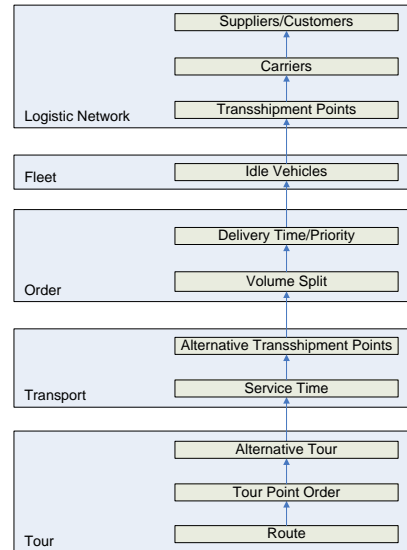 Suppliers/Customers
Carriers
Transshipment Points
Logistic Network
Idle Vehicles
Fleet
Delivery Time/Priority
Volume Split
Order
Alternative Transshipment Points
Service Time
Transport
Alternative Tour
Tour Point Order
Route
Tour